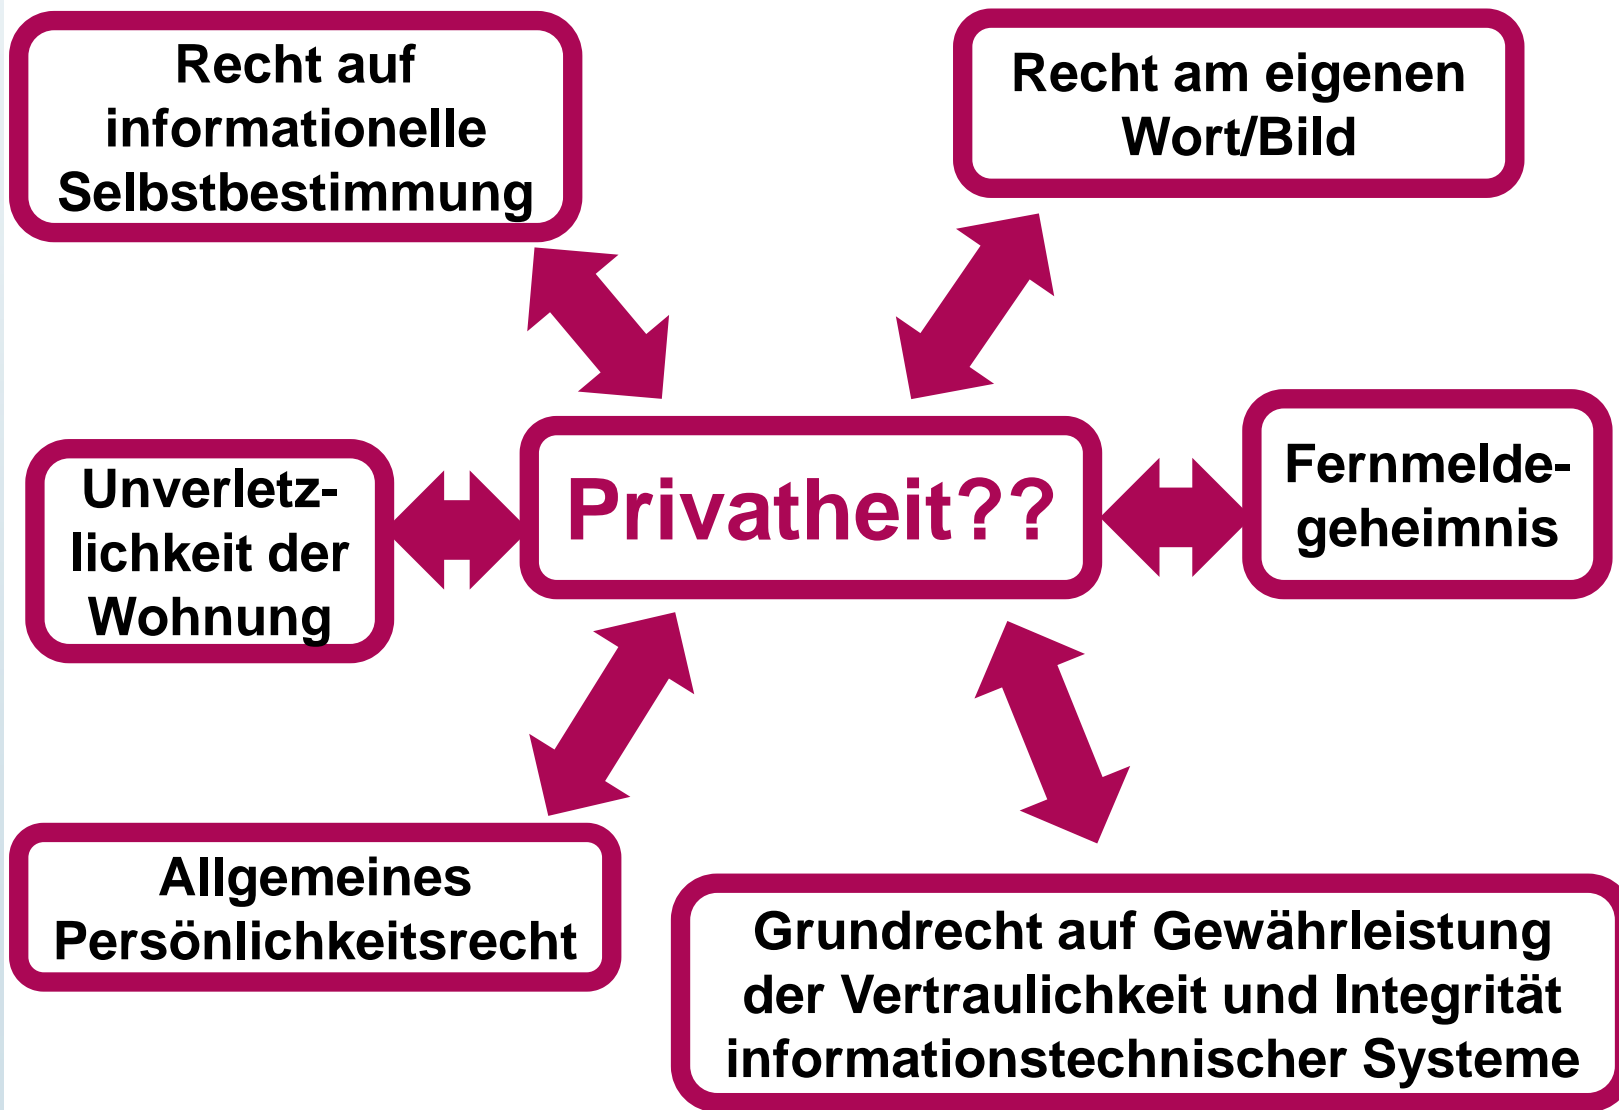 Recht auf
informationelle
Selbstbestimmung
Recht am eigenen
Wort/Bild
Unverletz-
lichkeit der
Wohnung
Privatheit??
Fernmelde-
geheimnis
Allgemeines
Persönlichkeitsrecht
Grundrecht auf Gewährleistung
der Vertraulichkeit und Integrität
informationstechnischer Systeme